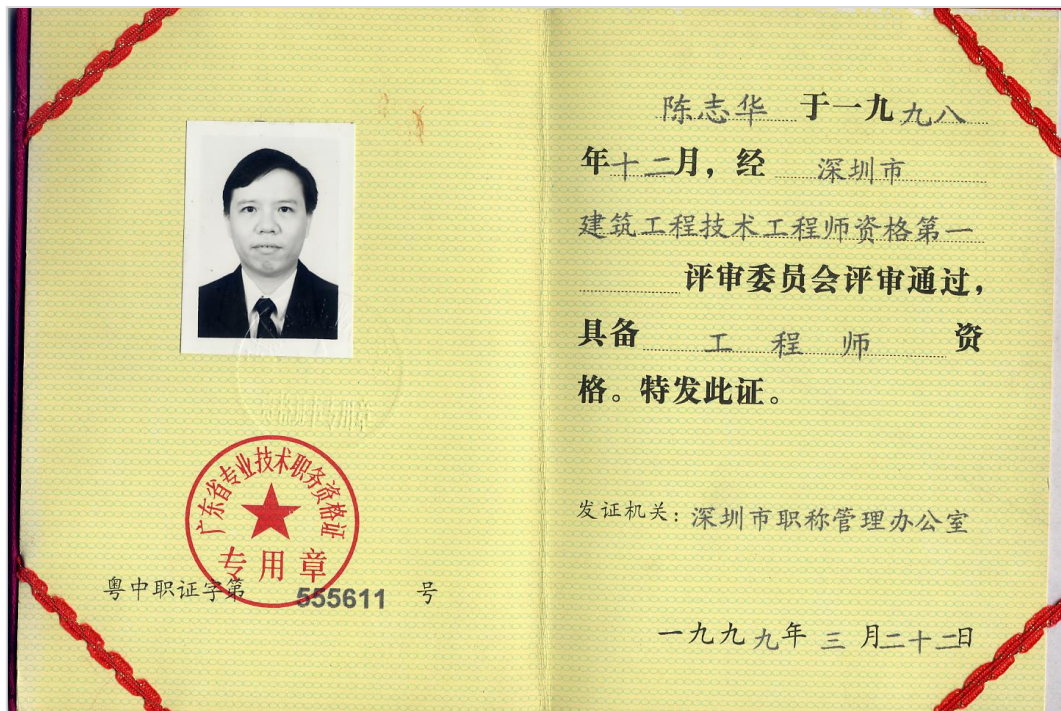 广东省专业技术职务资格证
专用章
粤中职证字第 555611 号
陈志华 于一九九八
年十二月，经 深圳市
建筑工程技术工程师资格第一
评审委员会评审通过，
具备 工程师 资
格。特发此证。
发证机关：深圳市职称管理办公室
一九九九年三月二十二日